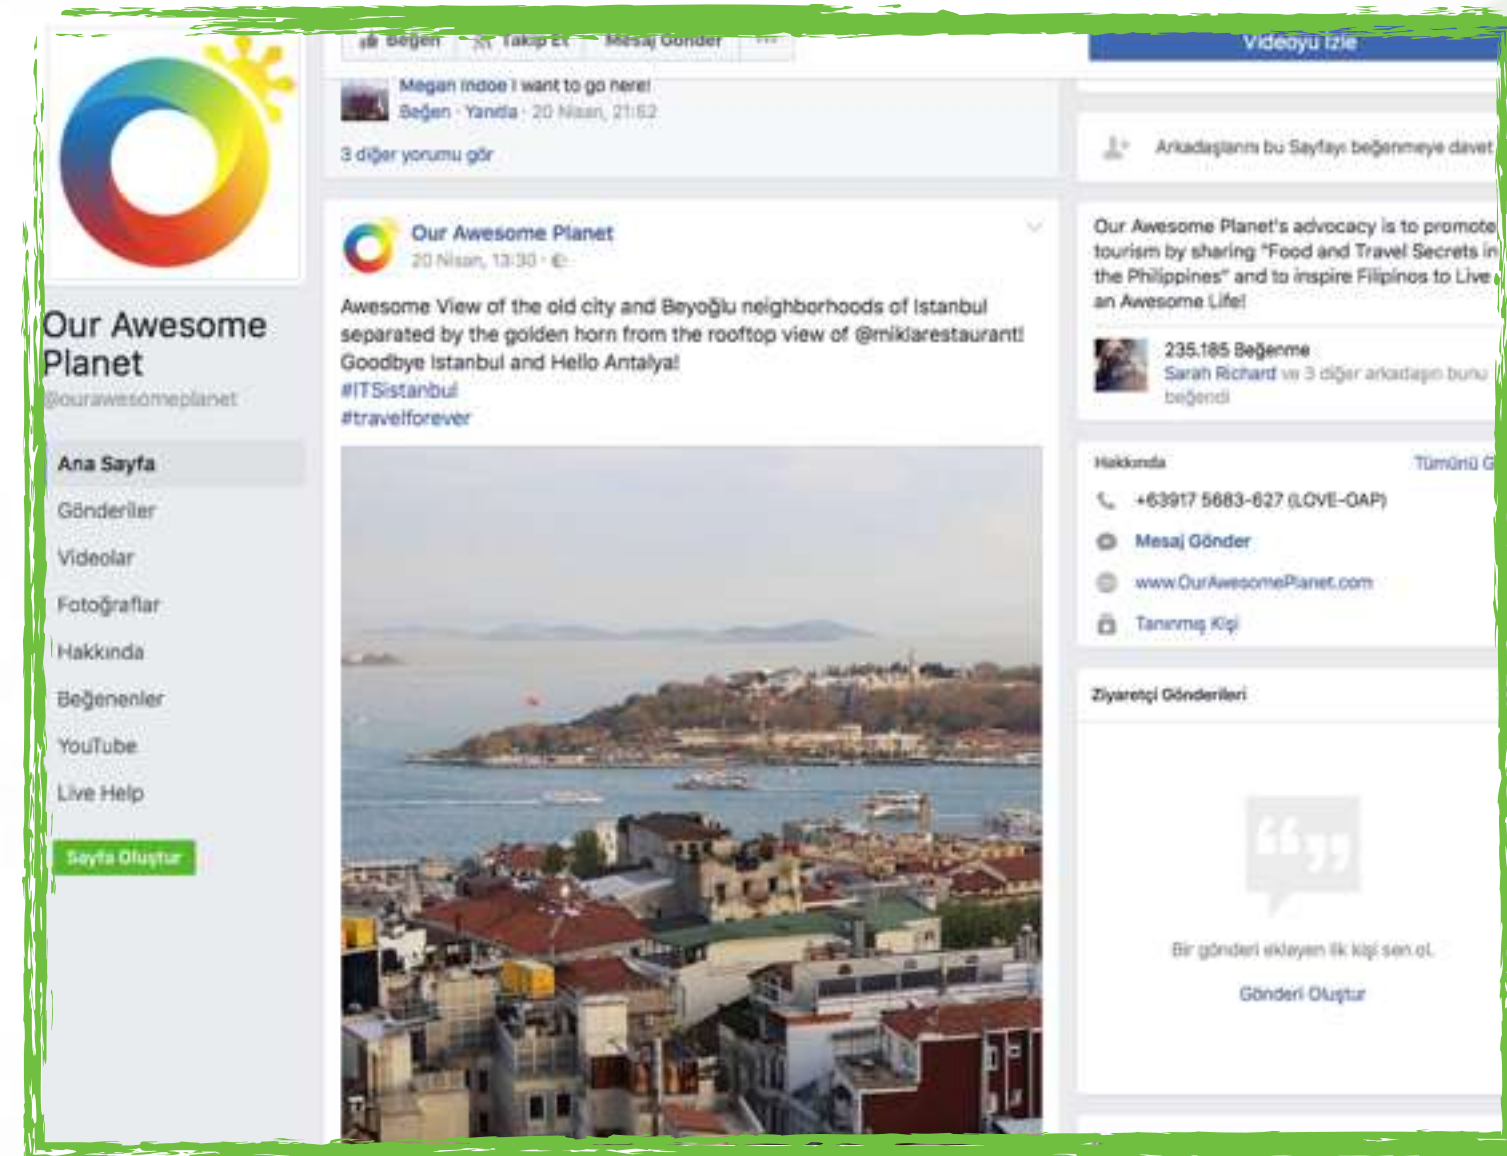 Our Awesome
Planet
@ourawesomeplanet
Ana Sayfa
Gönderiler
Videolar
Fotoğraflar
Hakkında
Beğenenler
YouTube
Live Help
Sayfa Oluştur
Beğen
Takip Et
Mesaj Gönder
Megan Indoe I want to go here!
Beğen · Yanıtla · 20 Nisan, 21:52
3 diğer yorumu gör
Our Awesome Planet
20 Nisan, 13:30 ·
Awesome View of the old city and Beyoğlu neighborhoods of Istanbul
separated by the golden horn from the rooftop view of @miklarestaurant!
Goodbye Istanbul and Hello Antalya!
#ITSistanbul
#travelforever
Videoyu İzle
Arkadaşlarını bu Sayfayı beğenmeye davet
Our Awesome Planet's advocacy is to promote
tourism by sharing "Food and Travel Secrets in
the Philippines" and to inspire Filipinos to Live
an Awesome Life!
235.185 Beğenme
Sarah Richard ve 3 diğer arkadaşın bunu
beğendi
Hakkında
Tümünü G
+63917 5683-627 (LOVE-OAP)
Mesaj Gönder
www.OurAwesomePlanet.com
Tanınmış Kişi
Ziyaretçi Gönderileri
Bir gönderi ekleyen ilk kişi sen ol.
Gönderi Oluştur